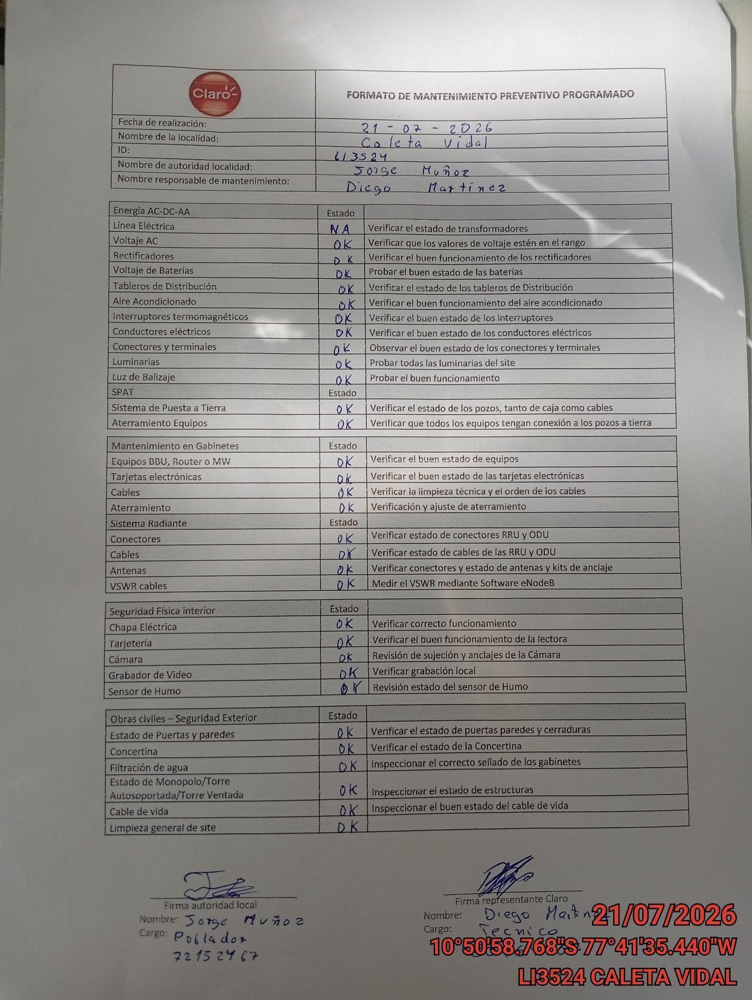 Claro
FORMATO DE MANTENIMIENTO PREVENTIVO PROGRAMADO
Fecha de realización: 21 - 07 - 2026
Nombre de la localidad: Caleta Vidal
ID: LI3524
Nombre de autoridad localidad: Jorge Muñoz
Nombre responsable de mantenimiento: Diego Martínez
Energía AC-DC-AA Estado
Línea Eléctrica NA Verificar el estado de transformadores
Voltaje AC OK Verificar que los valores de voltaje estén en el rango
Rectificadores OK Verificar el buen funcionamiento de los rectificadores
Voltaje de Baterías OK Probar el buen estado de las baterías
Tableros de Distribución OK Verificar el estado de los tableros de Distribución
Aire Acondicionado OK Verificar el buen funcionamiento del aire acondicionado
Interruptores termomagnéticos OK Verificar el buen estado de los interruptores
Conductores eléctricos OK Verificar el buen estado de los conductores eléctricos
Conectores y terminales OK Observar el buen estado de los conectores y terminales
Luminarias OK Probar todas las luminarias del site
Luz de Balizaje OK Probar el buen funcionamiento
SPAT Estado
Sistema de Puesta a Tierra OK Verificar el estado de los pozos, tanto de caja como cables
Aterramiento Equipos OK Verificar que todos los equipos tengan conexión a los pozos a tierra
Mantenimiento en Gabinetes Estado
Equipos BBU, Router o MW OK Verificar el buen estado de equipos
Tarjetas electrónicas OK Verificar el buen estado de las tarjetas electrónicas
Cables OK Verificar la limpieza técnica y el orden de los cables
Aterramiento OK Verificación y ajuste de aterramiento
Sistema Radiante Estado
Conectores OK Verificar estado de conectores RRU y ODU
Cables OK Verificar estado de cables de las RRU y ODU
Antenas OK Verificar conectores y estado de antenas y kits de anclaje
VSWR cables OK Medir el VSWR mediante Software eNodeB
Seguridad Física interior Estado
Chapa Eléctrica OK Verificar correcto funcionamiento
Tarjetería OK Verificar el buen funcionamiento de la lectora
Cámara OK Revisión de sujeción y anclajes de la Cámara
Grabador de Video OK Verificar grabación local
Sensor de Humo OK Revisión estado del sensor de Humo
Obras civiles – Seguridad Exterior Estado
Estado de Puertas y paredes OK Verificar el estado de puertas paredes y cerraduras
Concertina OK Verificar el estado de la Concertina
Filtración de agua OK Inspeccionar el correcto sellado de los gabinetes
Estado de Monopolo/Torre
Autosoportada/Torre Ventada OK Inspeccionar el estado de estructuras
Cable de vida OK Inspeccionar el buen estado del cable de vida
Limpieza general de site OK
Firma autoridad local Firma representante Claro
Nombre: Jorge Muñoz Nombre: Diego Martínez
Cargo: Poblador Cargo: Tecnico
72152467
21/07/2026
10°50'58.768"S 77°41'35.440"W
LI3524 CALETA VIDAL